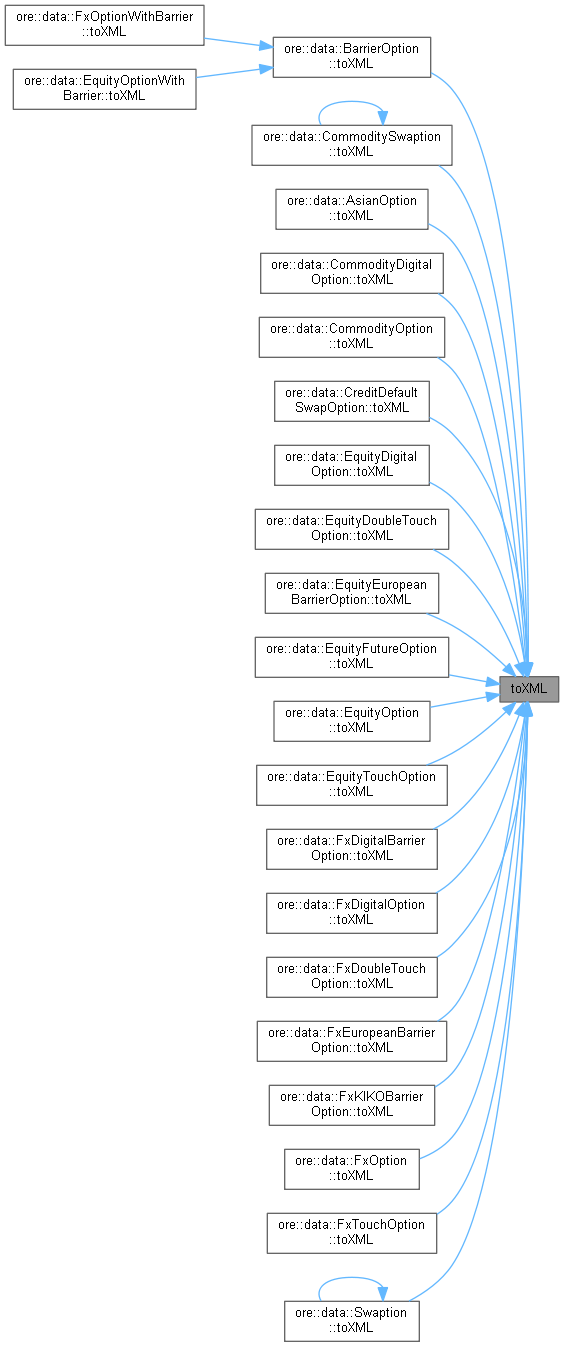 ore::data::FxOptionWithBarrier
::toXML
ore::data::BarrierOption
::toXML
ore::data::EquityOptionWith
Barrier::toXML
ore::data::CommoditySwaption
::toXML
ore::data::AsianOption
::toXML
ore::data::CommodityDigital
Option::toXML
ore::data::CommodityOption
::toXML
ore::data::CreditDefault
SwapOption::toXML
ore::data::EquityDigital
Option::toXML
ore::data::EquityDoubleTouch
Option::toXML
ore::data::EquityEuropean
BarrierOption::toXML
ore::data::EquityFutureOption
::toXML
toXML
ore::data::EquityOption
::toXML
ore::data::EquityTouchOption
::toXML
ore::data::FxDigitalBarrier
Option::toXML
ore::data::FxDigitalOption
::toXML
ore::data::FxDoubleTouch
Option::toXML
ore::data::FxEuropeanBarrier
Option::toXML
ore::data::FxKIKOBarrier
Option::toXML
ore::data::FxOption
::toXML
ore::data::FxTouchOption
::toXML
ore::data::Swaption
::toXML